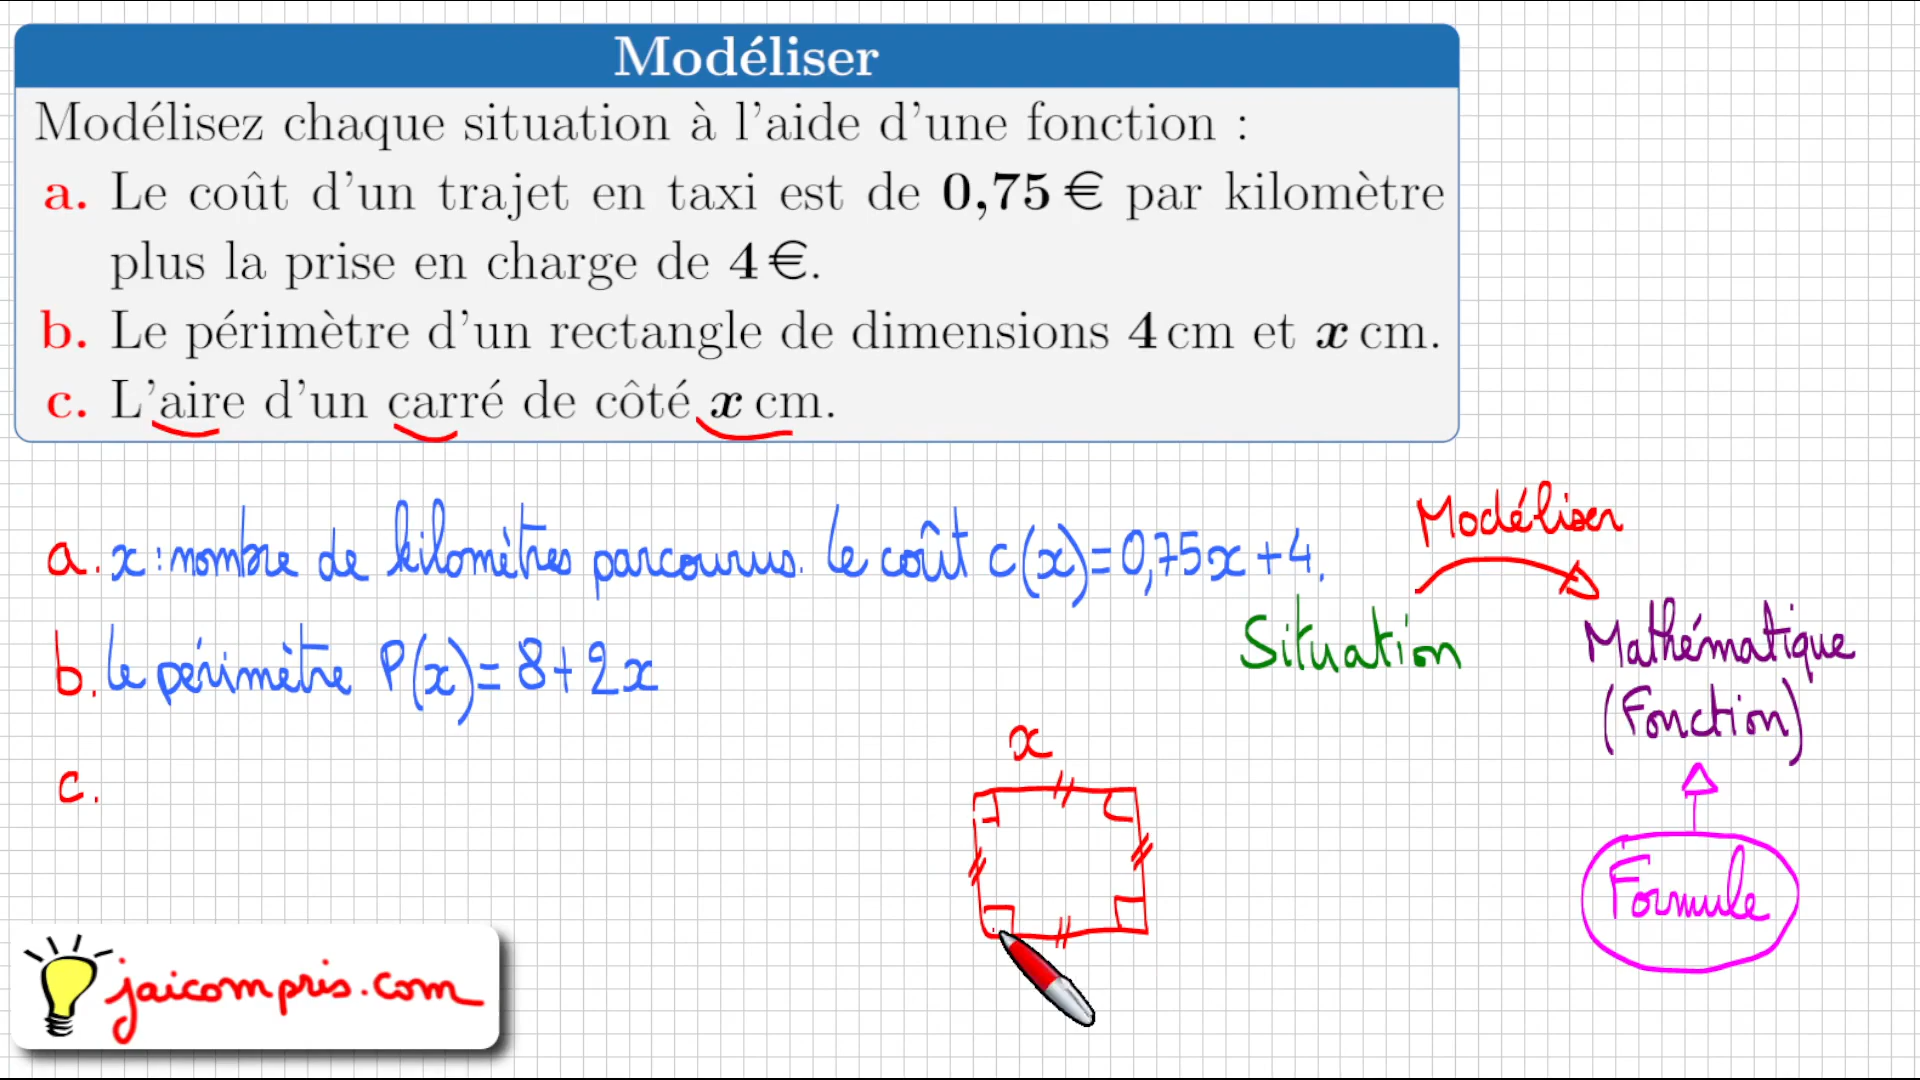 Modéliser
Modélisez chaque situation à l'aide d'une fonction :
a. Le coût d'un trajet en taxi est de 0,75 € par kilomètre
plus la prise en charge de 4 €.
b. Le périmètre d'un rectangle de dimensions 4 cm et x cm.
c. L'aire d'un carré de côté x cm.
a. x : nombre de kilomètres parcourus. le coût c(x)=0,75x+4.
Modéliser
Situation
Mathématique
(Fonction)
b. le périmètre P(x)=8+2x
c.
x
Formule
jaicompris.com